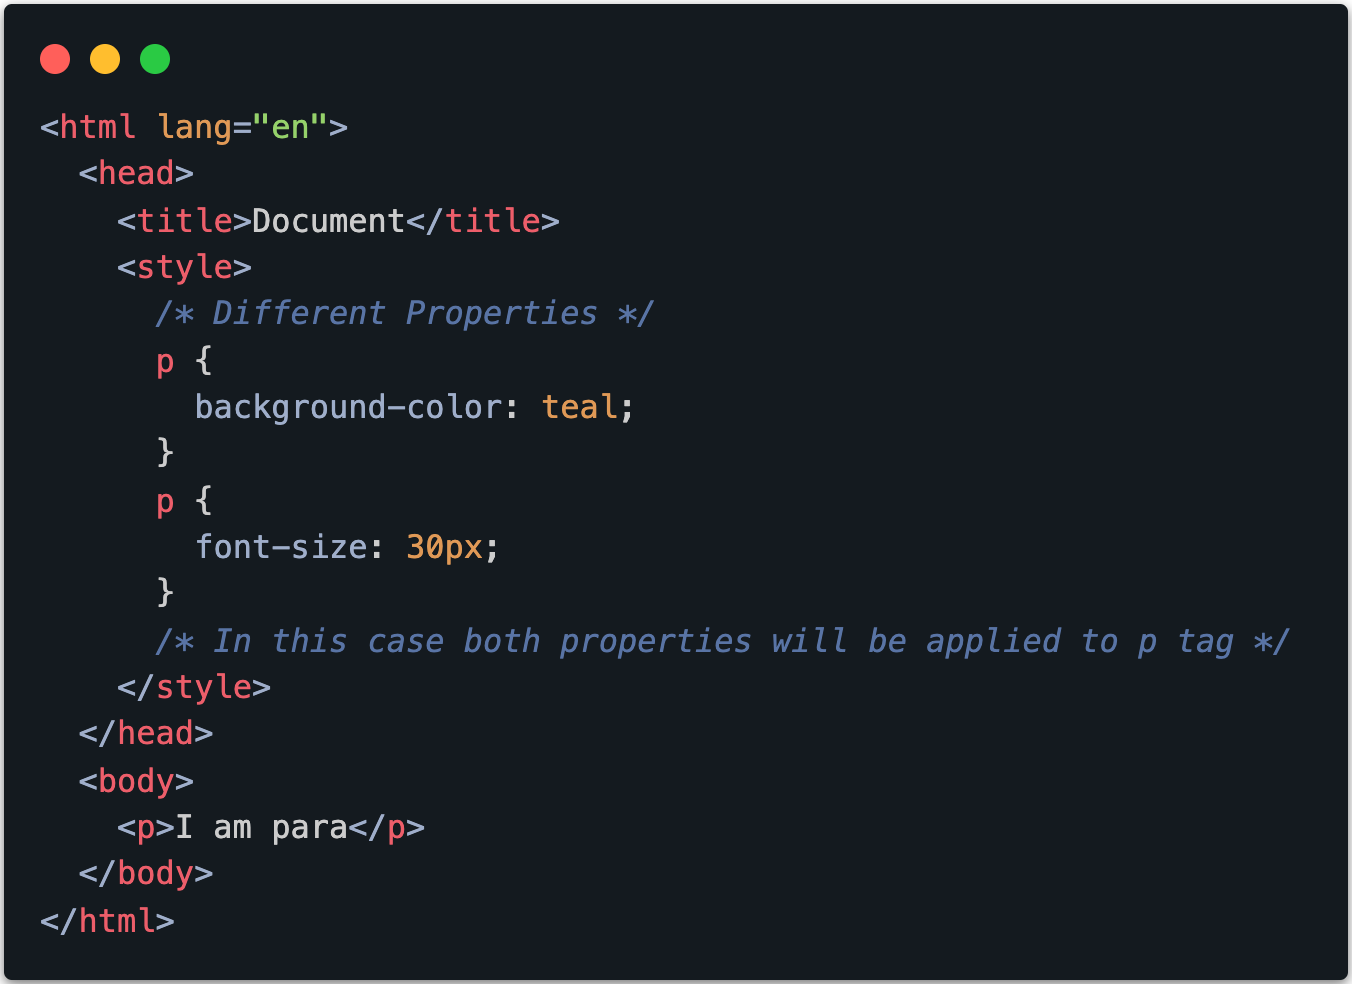 <html lang="en">
  <head>
    <title>Document</title>
    <style>
      /* Different Properties */
      p {
        background-color: teal;
      }
      p {
        font-size: 30px;
      }
      /* In this case both properties will be applied to p tag */
    </style>
  </head>
  <body>
    <p>I am para</p>
  </body>
</html>